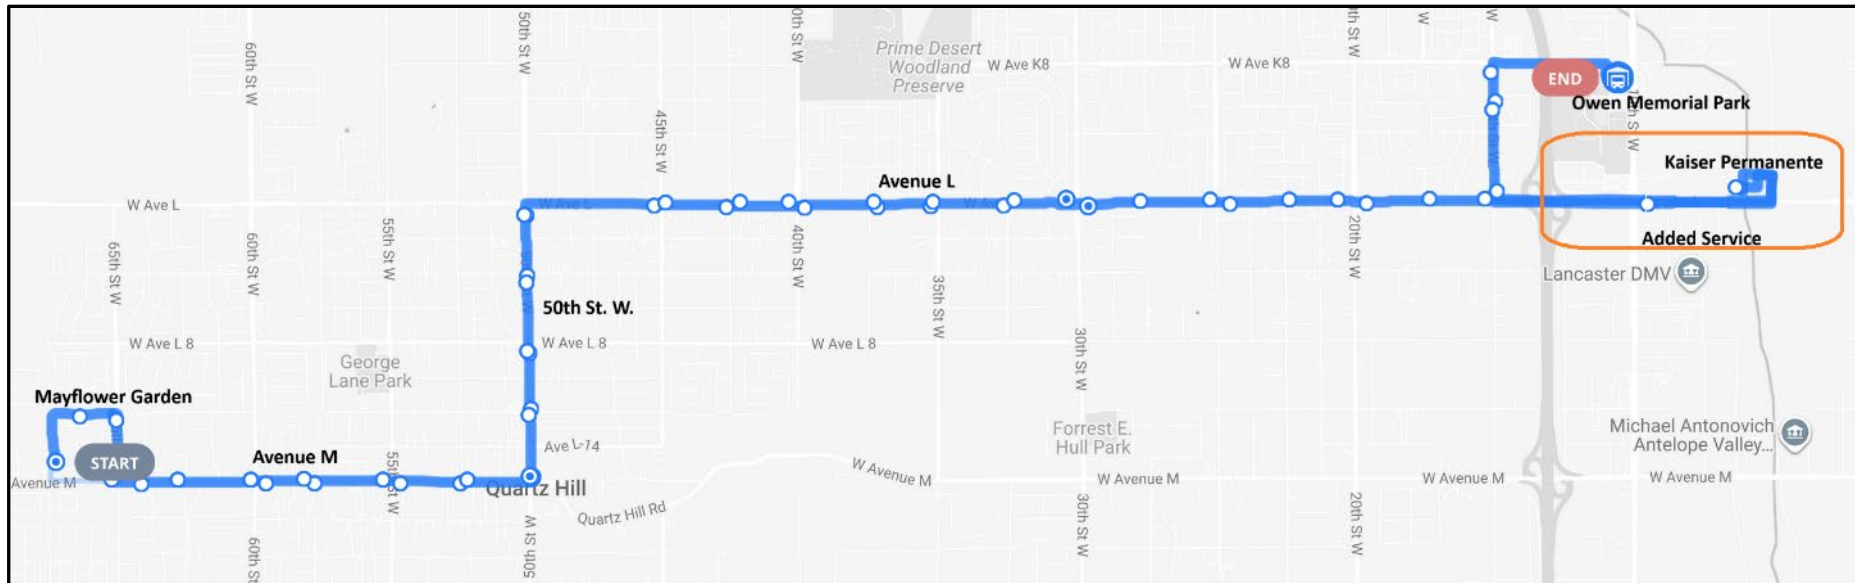 50th St W
60th St W
Prime Desert
Woodland
Preserve
W Ave K8
W Ave K8
END
Owen Memorial Park
45th St W
Kaiser Permanente
Avenue L
W Ave L
65th St W
60th St W
55th St W
40th St W
35th St W
20th St W
Added Service
Lancaster DMV
50th St. W.
W Ave L 8
W Ave L 8
W Ave L 8
George
Lane Park
30th St W
Mayflower Garden
START
Avenue M
Avenue M
Ave L-74
Forrest E.
Hull Park
Michael Antonovich
Antelope Valley...
W Avenue M
W Avenue M
W Avenue M
W Avenue M
Quartz Hill
Quartz Hill Rd
50th St W
30th St W
20th St W